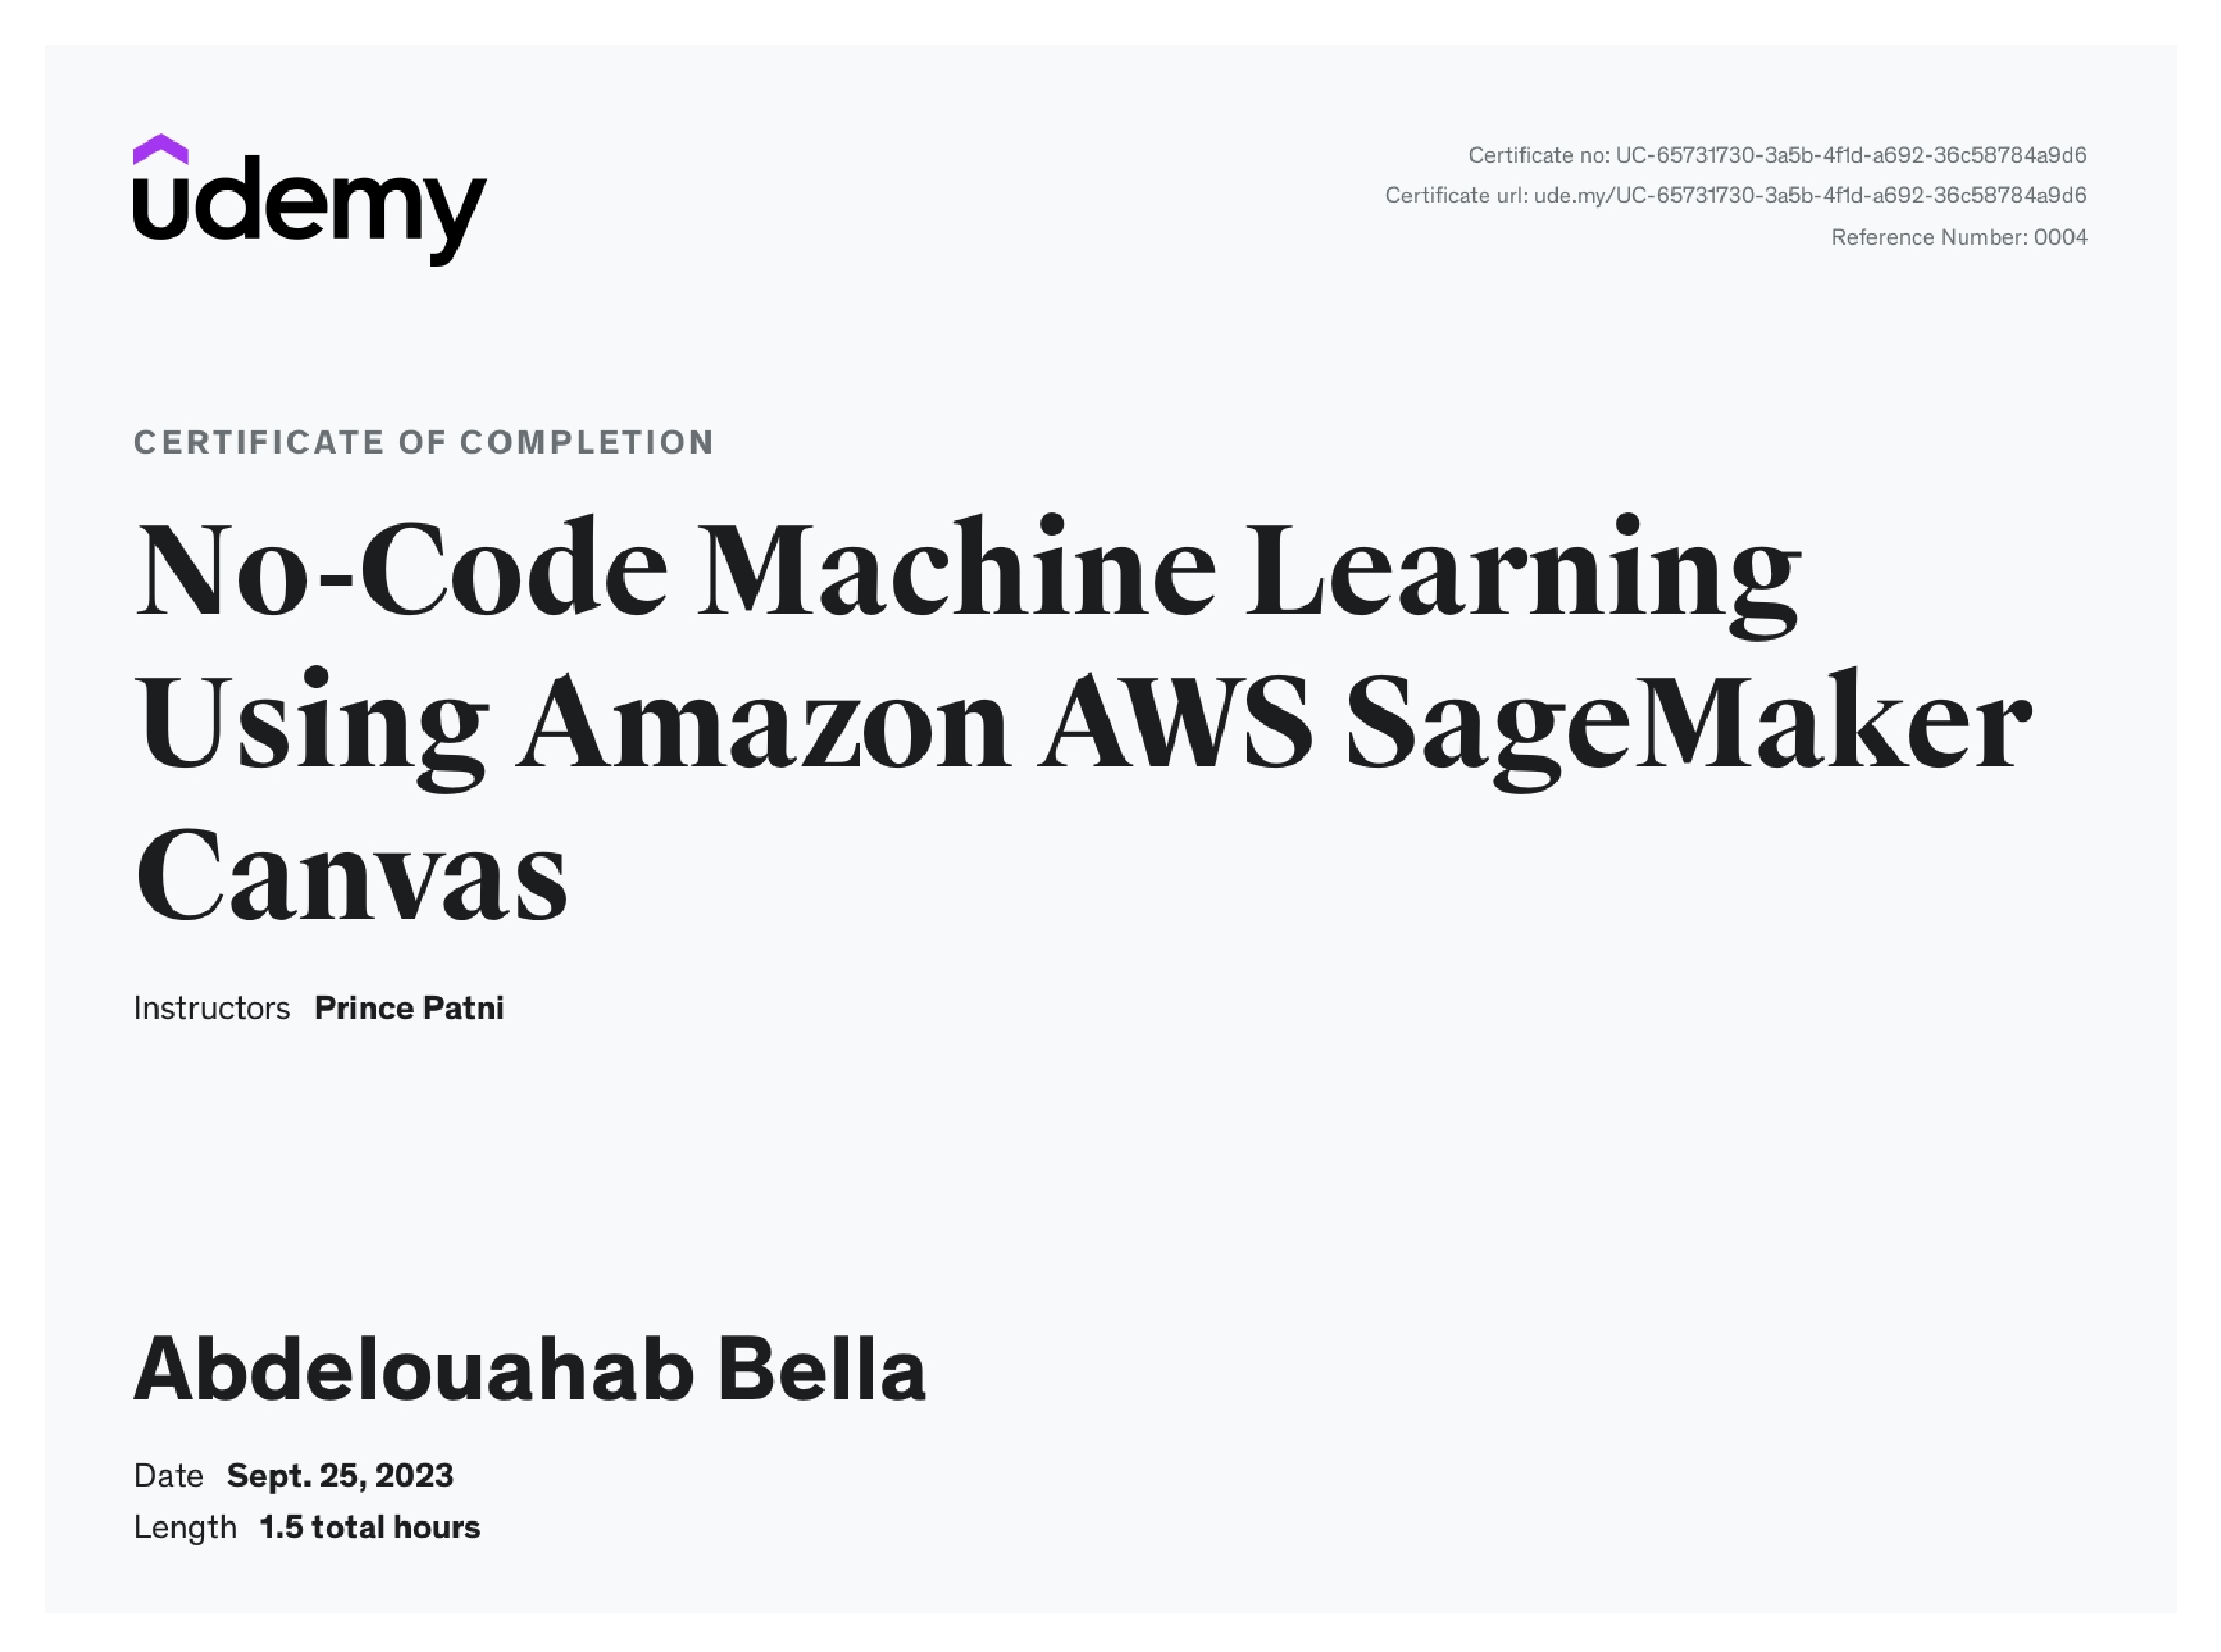 udemy
Certificate no: UC-65731730-3a5b-4f1d-a692-36c58784a9d6
Certificate url: ude.my/UC-65731730-3a5b-4f1d-a692-36c58784a9d6
Reference Number: 0004
CERTIFICATE OF COMPLETION
No-Code Machine Learning
Using Amazon AWS SageMaker
Canvas
Instructors Prince Patni
Abdelouahab Bella
Date Sept. 25, 2023
Length 1.5 total hours